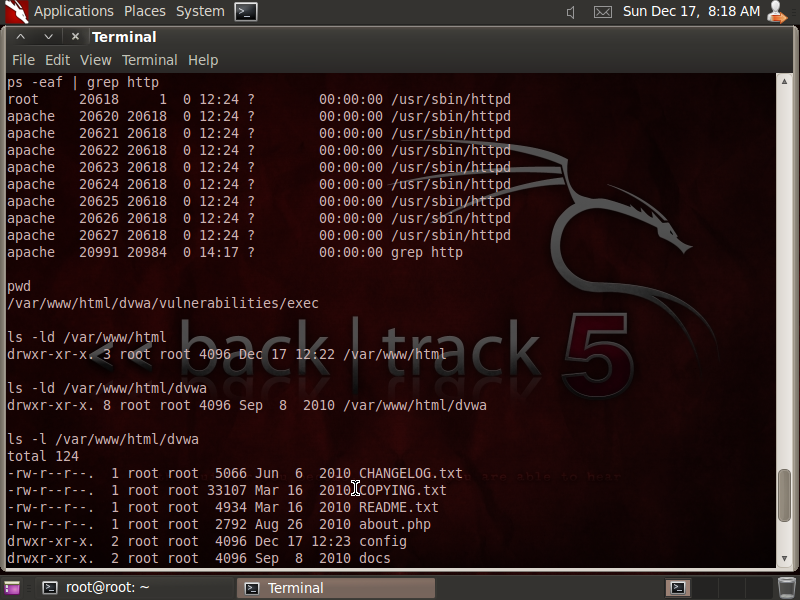 Applications Places System Sun Dec 17, 8:18 AM
Terminal
File Edit View Terminal Help
ps -eaf | grep http
root     20618     1  0 12:24 ?        00:00:00 /usr/sbin/httpd
apache   20620 20618  0 12:24 ?        00:00:00 /usr/sbin/httpd
apache   20621 20618  0 12:24 ?        00:00:00 /usr/sbin/httpd
apache   20622 20618  0 12:24 ?        00:00:00 /usr/sbin/httpd
apache   20623 20618  0 12:24 ?        00:00:00 /usr/sbin/httpd
apache   20624 20618  0 12:24 ?        00:00:00 /usr/sbin/httpd
apache   20625 20618  0 12:24 ?        00:00:00 /usr/sbin/httpd
apache   20626 20618  0 12:24 ?        00:00:00 /usr/sbin/httpd
apache   20627 20618  0 12:24 ?        00:00:00 /usr/sbin/httpd
apache   20991 20984  0 14:17 ?        00:00:00 grep http
pwd
/var/www/html/dvwa/vulnerabilities/exec
ls -ld /var/www/html
drwxr-xr-x. 3 root root 4096 Dec 17 12:22 /var/www/html
<< back | track 5
ls -ld /var/www/html/dvwa
drwxr-xr-x. 8 root root 4096 Sep  8  2010 /var/www/html/dvwa
ls -l /var/www/html/dvwa
total 124
-rw-r--r--.  1 root root  5066 Jun  6  2010 CHANGELOG.txt
-rw-r--r--.  1 root root 33107 Mar 16  2010 COPYING.txt
-rw-r--r--.  1 root root  4934 Mar 16  2010 README.txt
-rw-r--r--.  1 root root  2792 Aug 26  2010 about.php
drwxr-xr-x.  2 root root  4096 Dec 17 12:23 config
drwxr-xr-x.  2 root root  4096 Sep  8  2010 docs
root@root: ~ Terminal